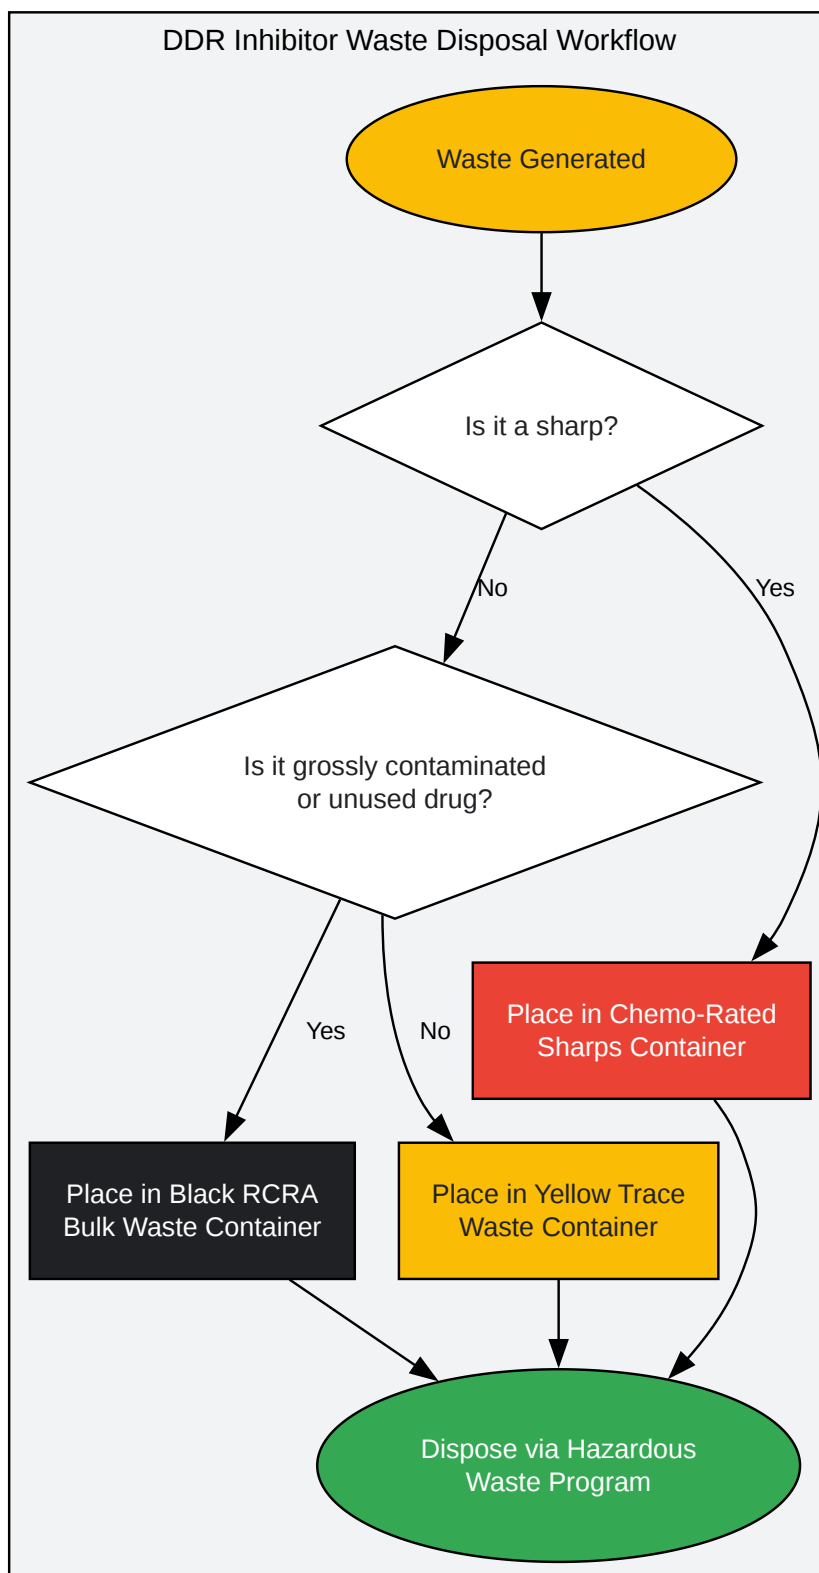 DDR Inhibitor Waste Disposal Workflow
Waste Generated
Is it a sharp?
No
Yes
Is it grossly contaminated
or unused drug?
Yes
No
Place in Chemo-Rated
Sharps Container
Place in Black RCRA
Bulk Waste Container
Place in Yellow Trace
Waste Container
Dispose via Hazardous
Waste Program